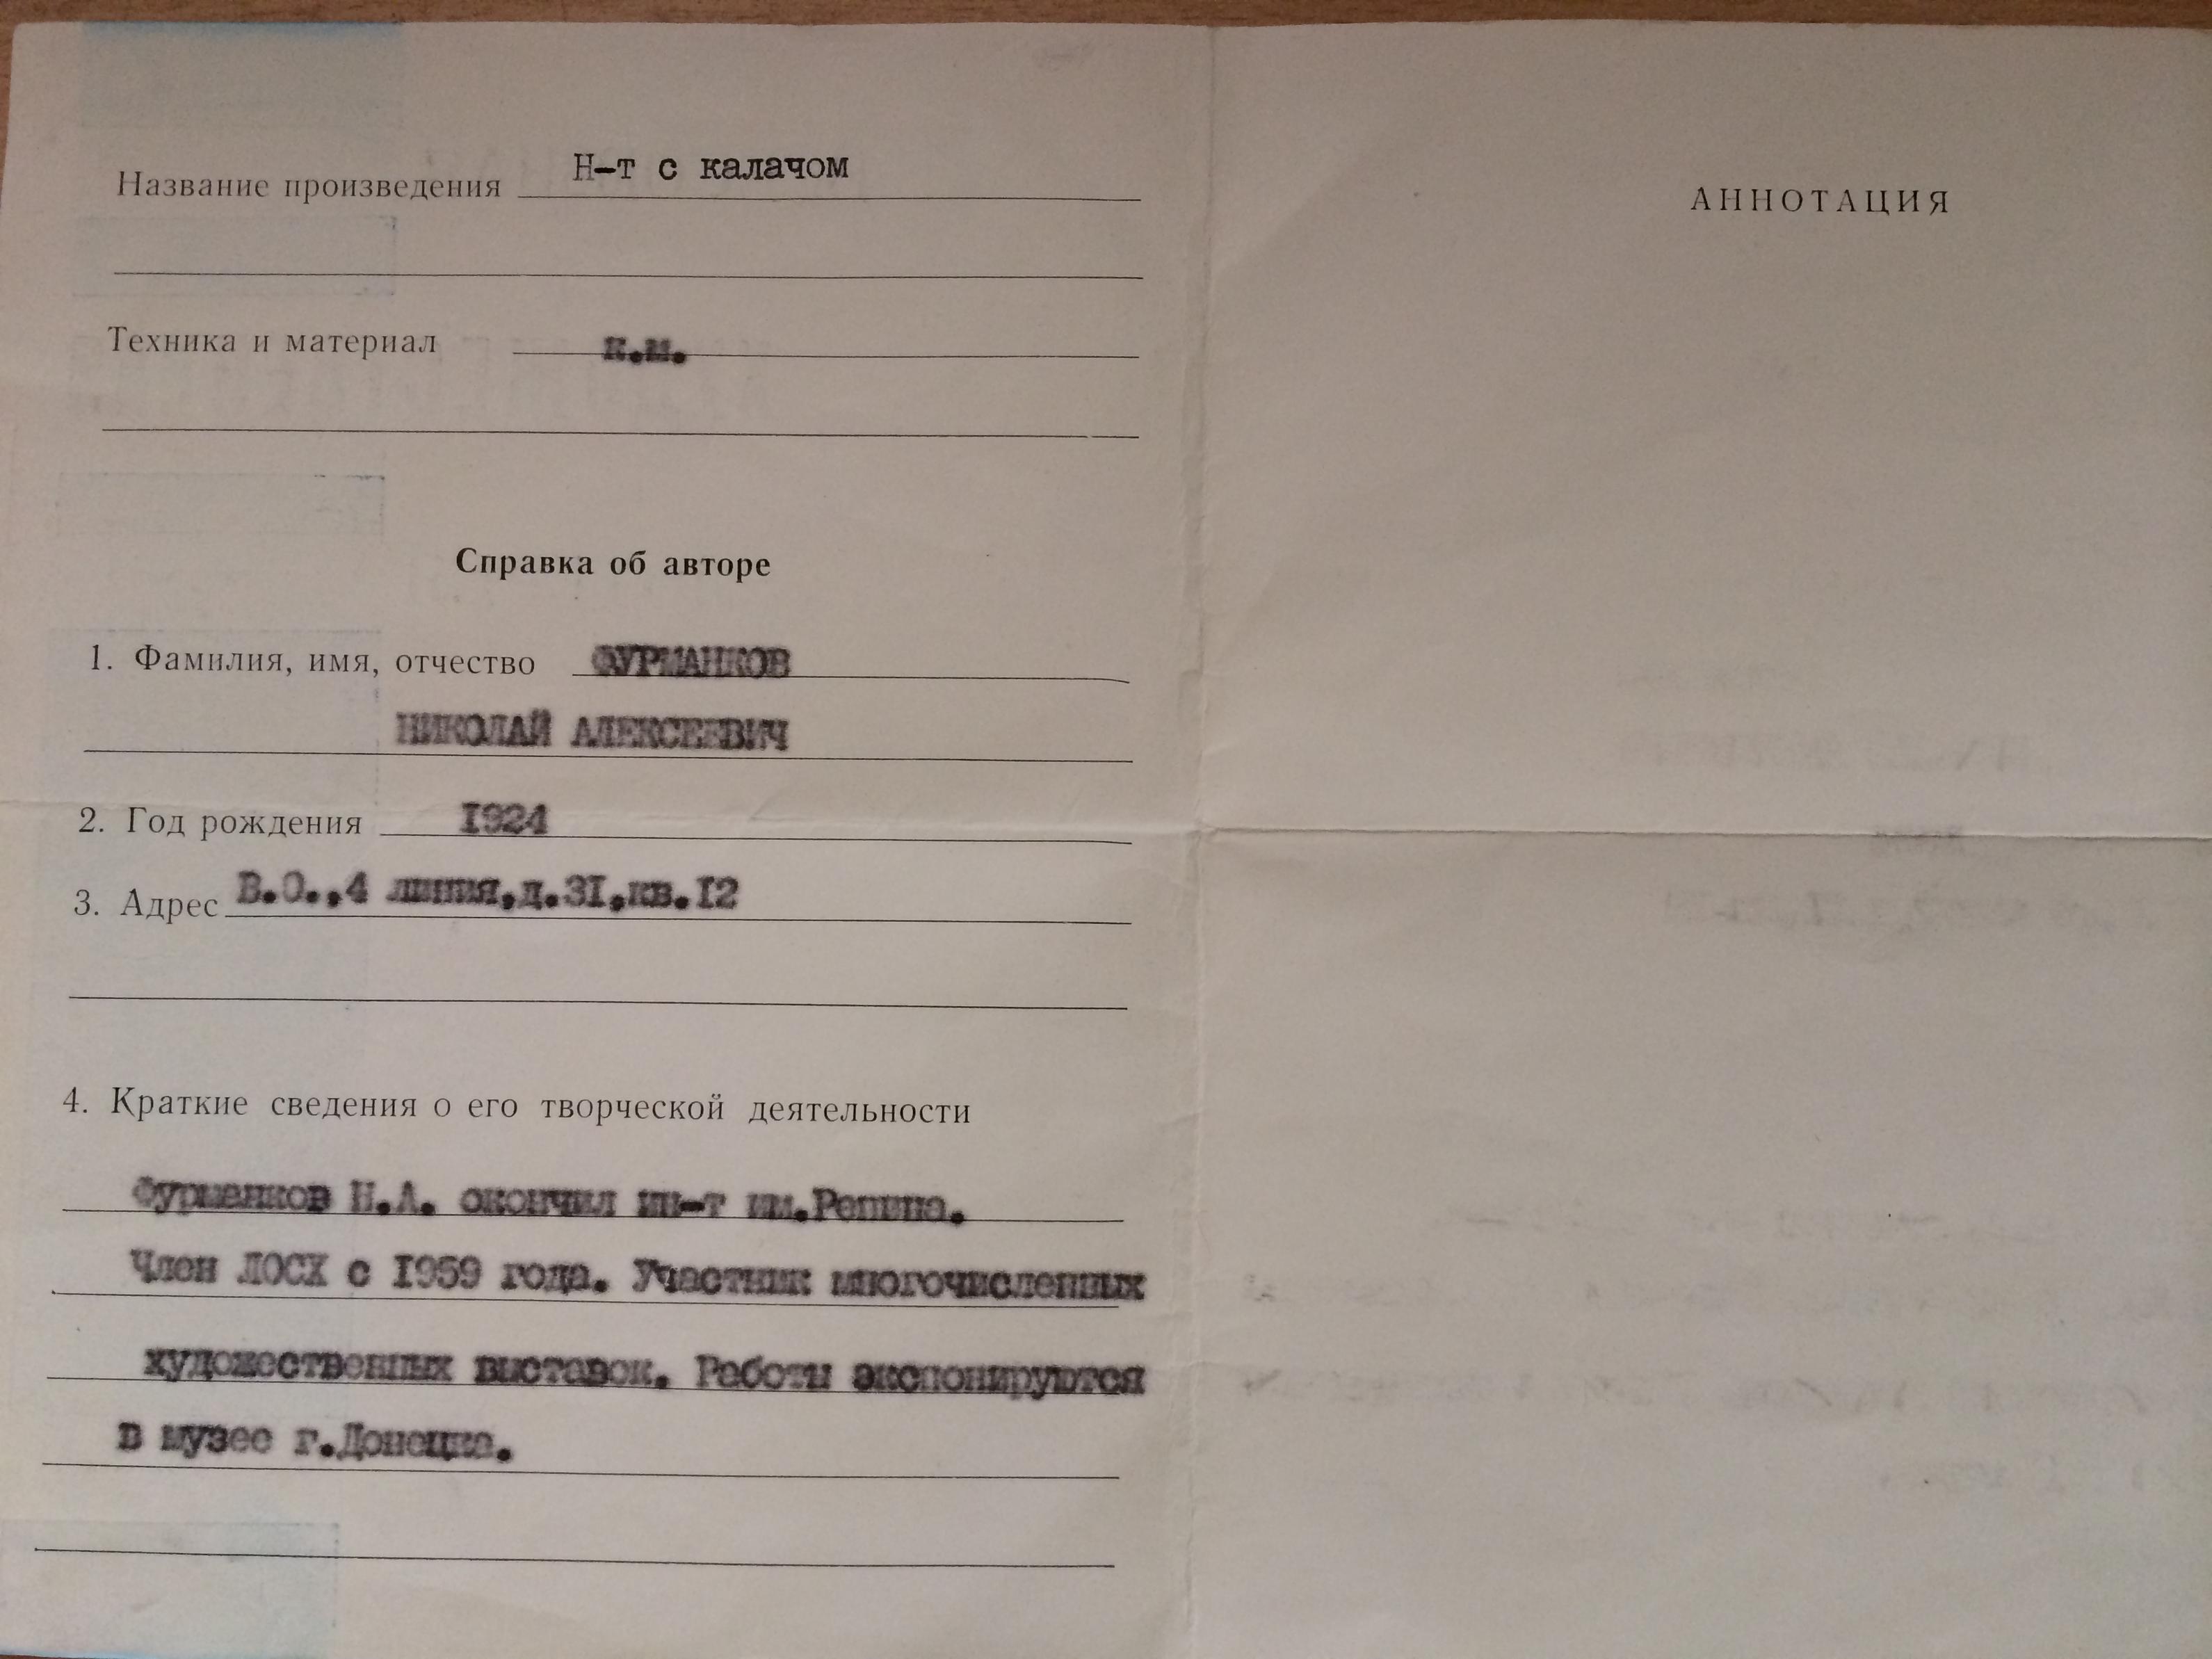 Название произведения Н-т с калачом
Техника и материал к.м.
Справка об авторе
1. Фамилия, имя, отчество ФУРМАНКОВ
НИКОЛАЙ АЛЕКСЕЕВИЧ
2. Год рождения I924
3. Адрес В.О.,4 линия,д.3I,кв.I2
4. Краткие сведения о его творческой деятельности
Фурманков Н.А. окончил ин-т им.Репина.
Член ЛОСХ с I959 года. Участник многочисленных
художественных выставок. Работы экспонируются
в музее г.Донецка.
АННОТАЦИЯ